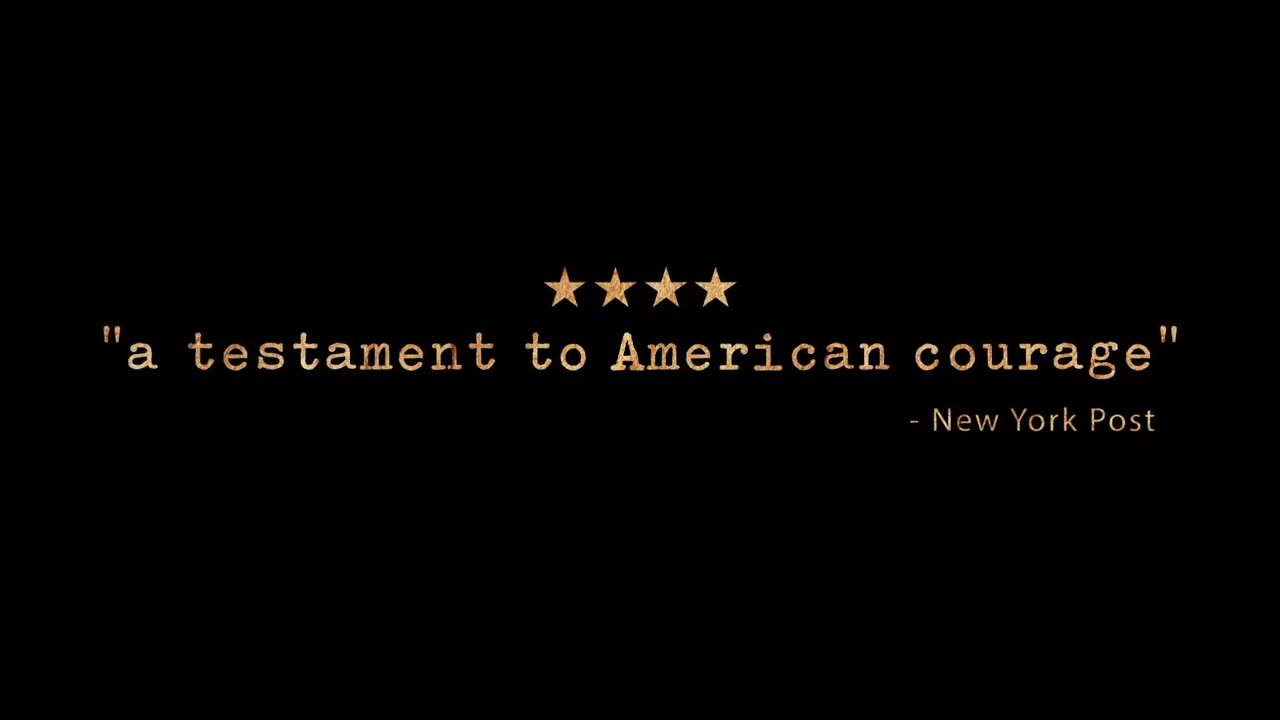 ★★★★
"a testament to American courage"
- New York Post